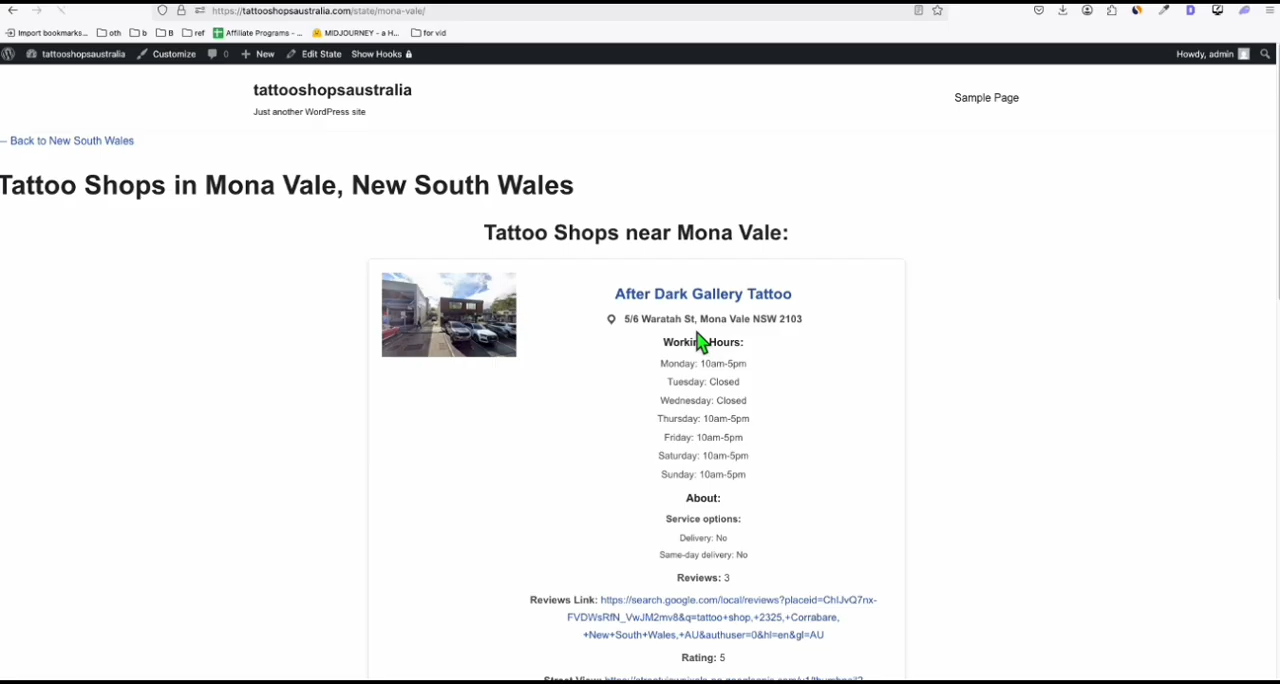 https://tattooshopsaustralia.com/state/mona-vale/
Import bookmarks... oth b B ref Affiliate Programs – ... MIDJOURNEY - a H... for vid
tattooshopsaustralia Customize 0 New Edit State Show Hooks Howdy, admin
tattooshopsaustralia
Just another WordPress site
Sample Page
← Back to New South Wales
Tattoo Shops in Mona Vale, New South Wales
Tattoo Shops near Mona Vale:
After Dark Gallery Tattoo
5/6 Waratah St, Mona Vale NSW 2103
Working Hours:
Monday: 10am-5pm
Tuesday: Closed
Wednesday: Closed
Thursday: 10am-5pm
Friday: 10am-5pm
Saturday: 10am-5pm
Sunday: 10am-5pm
About:
Service options:
Delivery: No
Same-day delivery: No
Reviews: 3
Reviews Link: https://search.google.com/local/reviews?placeid=ChIJvQ7nx-
FVDWsRfN_VwJM2mv8&q=tattoo+shop,+2325,+Corrabare,
+New+South+Wales,+AU&authuser=0&hl=en&gl=AU
Rating: 5